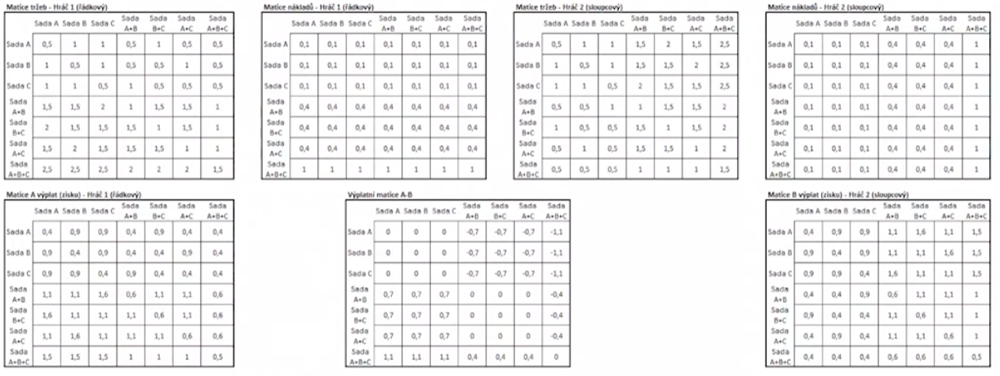 Matice tržeb - Hráč 1 (řádkový)
Sada A Sada B Sada C Sada A+B Sada B+C Sada A+C Sada A+B+C
Sada A 0,5 1 1 0,5 1 0,5 0,5
Sada B 1 0,5 1 0,5 0,5 1 0,5
Sada C 1 1 0,5 1 0,5 0,5 0,5
Sada A+B 1,5 1,5 2 1 1,5 1,5 1
Sada B+C 2 1,5 1,5 1,5 1 1,5 1
Sada A+C 1,5 2 1,5 1,5 1,5 1 1
Sada A+B+C 2,5 2,5 2,5 2 2 2 1,5
Matice nákladů - Hráč 1 (řádkový)
Sada A Sada B Sada C Sada A+B Sada B+C Sada A+C Sada A+B+C
Sada A 0,1 0,1 0,1 0,1 0,1 0,1 0,1
Sada B 0,1 0,1 0,1 0,1 0,1 0,1 0,1
Sada C 0,1 0,1 0,1 0,1 0,1 0,1 0,1
Sada A+B 0,4 0,4 0,4 0,4 0,4 0,4 0,4
Sada B+C 0,4 0,4 0,4 0,4 0,4 0,4 0,4
Sada A+C 0,4 0,4 0,4 0,4 0,4 0,4 0,4
Sada A+B+C 1 1 1 1 1 1 1
Matice tržeb - Hráč 2 (sloupcový)
Sada A Sada B Sada C Sada A+B Sada B+C Sada A+C Sada A+B+C
Sada A 0,5 1 1 1,5 2 1,5 2,5
Sada B 1 0,5 1 1,5 1,5 2 2,5
Sada C 1 1 0,5 2 1,5 1,5 2,5
Sada A+B 0,5 0,5 1 1 1,5 1,5 2
Sada B+C 1 0,5 0,5 1,5 1 1,5 2
Sada A+C 0,5 1 0,5 1,5 1,5 1 2
Sada A+B+C 0,5 0,5 0,5 1 1 1 1,5
Matice nákladů - Hráč 2 (sloupcový)
Sada A Sada B Sada C Sada A+B Sada B+C Sada A+C Sada A+B+C
Sada A 0,1 0,1 0,1 0,4 0,4 0,4 1
Sada B 0,1 0,1 0,1 0,4 0,4 0,4 1
Sada C 0,1 0,1 0,1 0,4 0,4 0,4 1
Sada A+B 0,1 0,1 0,1 0,4 0,4 0,4 1
Sada B+C 0,1 0,1 0,1 0,4 0,4 0,4 1
Sada A+C 0,1 0,1 0,1 0,4 0,4 0,4 1
Sada A+B+C 0,1 0,1 0,1 0,4 0,4 0,4 1
Matice A výplat (zisku) - Hráč 1 (řádkový)
Sada A Sada B Sada C Sada A+B Sada B+C Sada A+C Sada A+B+C
Sada A 0,4 0,9 0,9 0,4 0,9 0,4 0,4
Sada B 0,9 0,4 0,9 0,4 0,4 0,9 0,4
Sada C 0,9 0,9 0,4 0,9 0,4 0,4 0,4
Sada A+B 1,1 1,1 1,6 0,6 1,1 1,1 0,6
Sada B+C 1,6 1,1 1,1 1,1 0,6 1,1 0,6
Sada A+C 1,1 1,6 1,1 1,1 1,1 0,6 0,6
Sada A+B+C 1,5 1,5 1,5 1 1 1 0,5
Výplatní matice A-B
Sada A Sada B Sada C Sada A+B Sada B+C Sada A+C Sada A+B+C
Sada A 0 0 0 -0,7 -0,7 -0,7 -1,1
Sada B 0 0 0 -0,7 -0,7 -0,7 -1,1
Sada C 0 0 0 -0,7 -0,7 -0,7 -1,1
Sada A+B 0,7 0,7 0,7 0 0 0 -0,4
Sada B+C 0,7 0,7 0,7 0 0 0 -0,4
Sada A+C 0,7 0,7 0,7 0 0 0 -0,4
Sada A+B+C 1,1 1,1 1,1 0,4 0,4 0,4 0
Matice B výplat (zisku) - Hráč 2 (sloupcový)
Sada A Sada B Sada C Sada A+B Sada B+C Sada A+C Sada A+B+C
Sada A 0,4 0,9 0,9 1,1 1,6 1,1 1,5
Sada B 0,9 0,4 0,9 1,1 1,1 1,6 1,5
Sada C 0,9 0,9 0,4 1,6 1,1 1,1 1,5
Sada A+B 0,4 0,4 0,9 0,6 1,1 1,1 1
Sada B+C 0,9 0,4 0,4 1,1 0,6 1,1 1
Sada A+C 0,4 0,9 0,4 1,1 1,1 0,6 1
Sada A+B+C 0,4 0,4 0,4 0,6 0,6 0,6 0,5